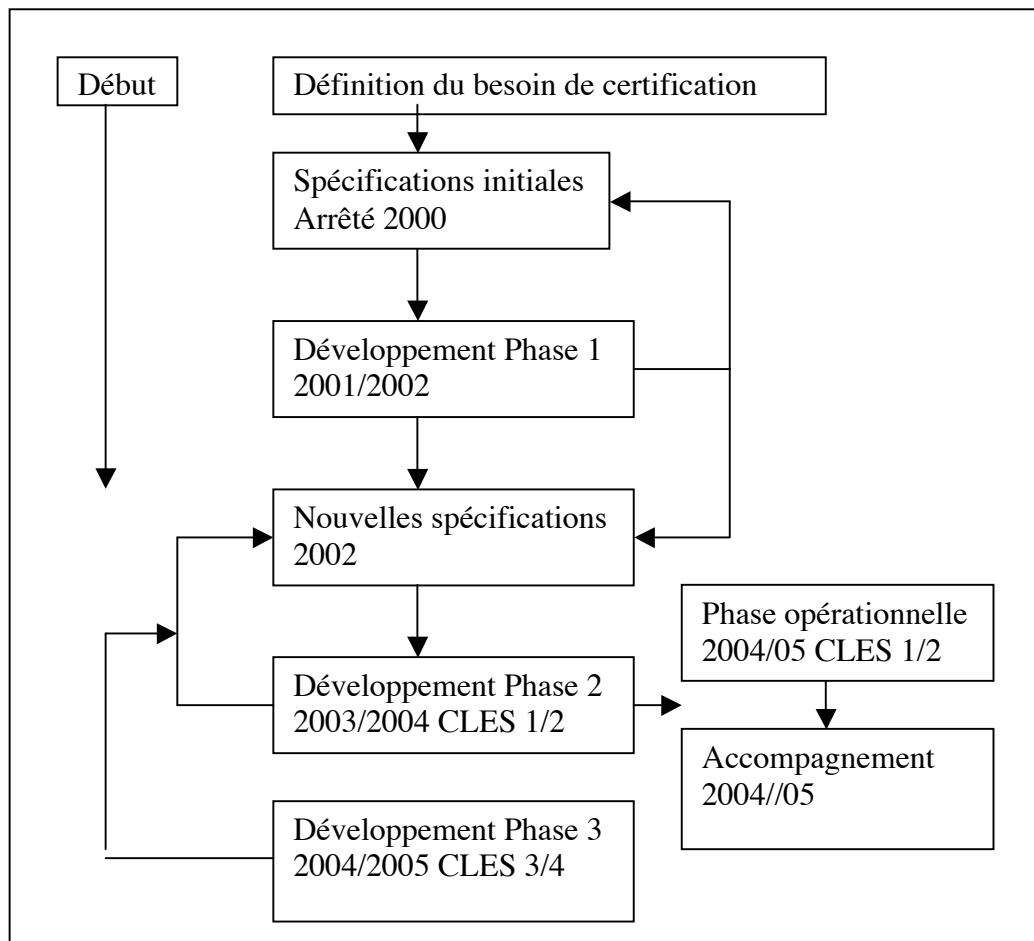 Début
Définition du besoin de certification
Spécifications initiales
Arrêté 2000
Développement Phase 1
2001/2002
Nouvelles spécifications
2002
Phase opérationnelle
2004/05 CLES 1/2
Développement Phase 2
2003/2004 CLES 1/2
Accompagnement
2004//05
Développement Phase 3
2004/2005 CLES 3/4